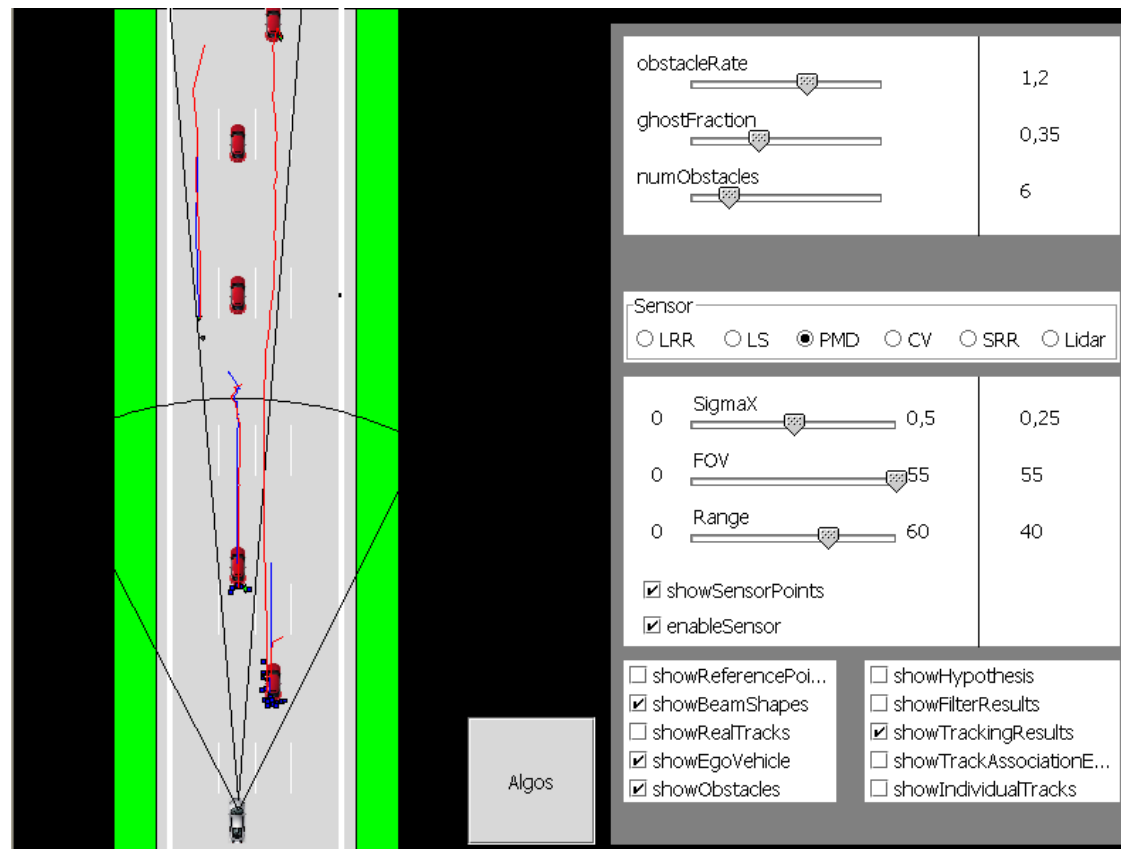 obstacleRate
1,2
ghostFraction
0,35
numObstacles
6
Sensor
LRR LS PMD CV SRR Lidar
SigmaX
0 0,5 0,25
FOV
0 55 55
Range
0 60 40
showSensorPoints
enableSensor
showReferencePoi... showHypothesis
showBeamShapes showFilterResults
showRealTracks showTrackingResults
showEgoVehicle showTrackAssociationE...
showObstacles showIndividualTracks
Algos